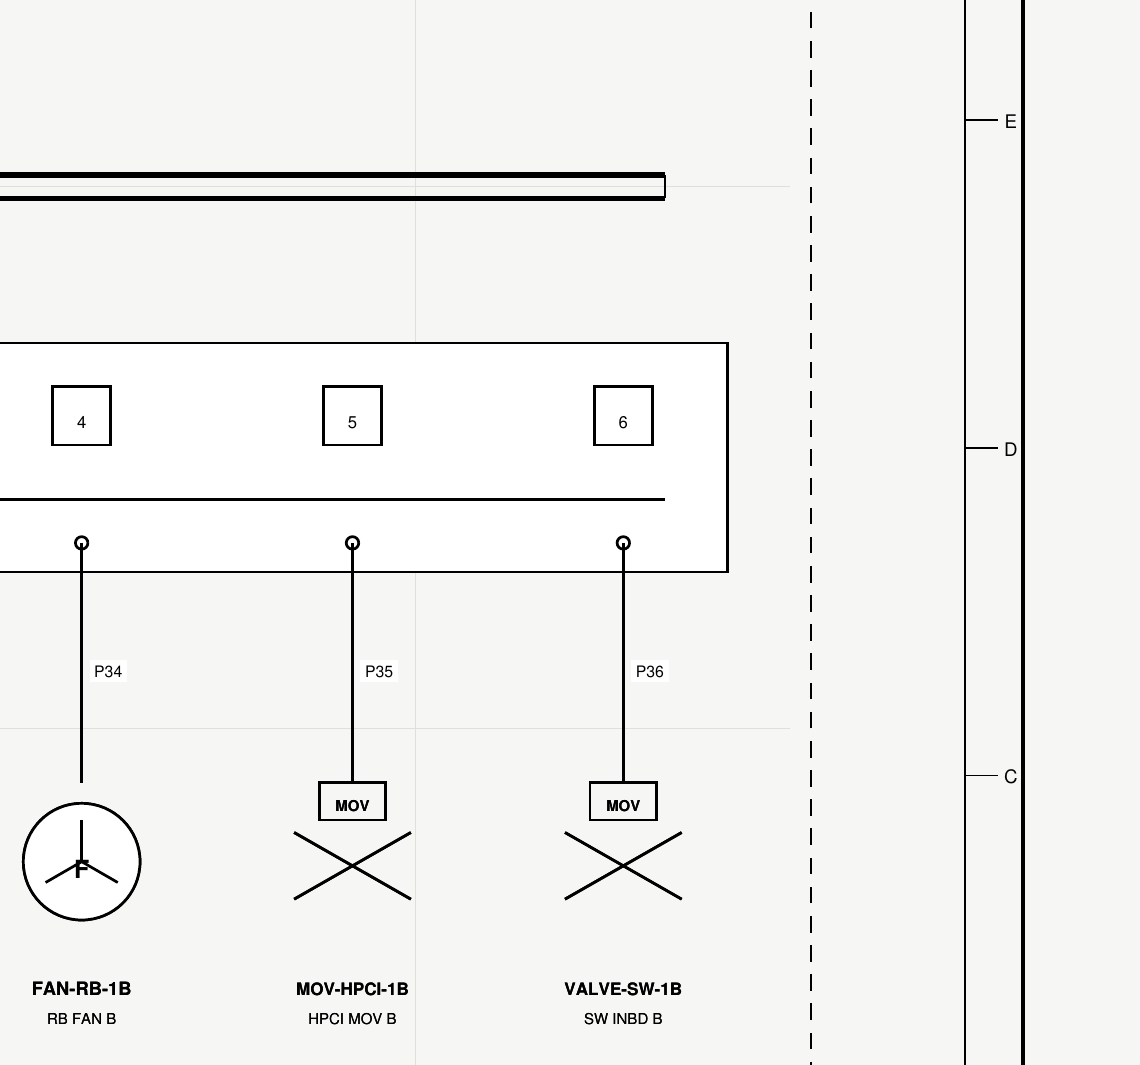 E
4
5
6
D
P34
P35
P36
C
MOV
MOV
F
FAN-RB-1B
MOV-HPCI-1B
VALVE-SW-1B
RB FAN B
HPCI MOV B
SW INBD B